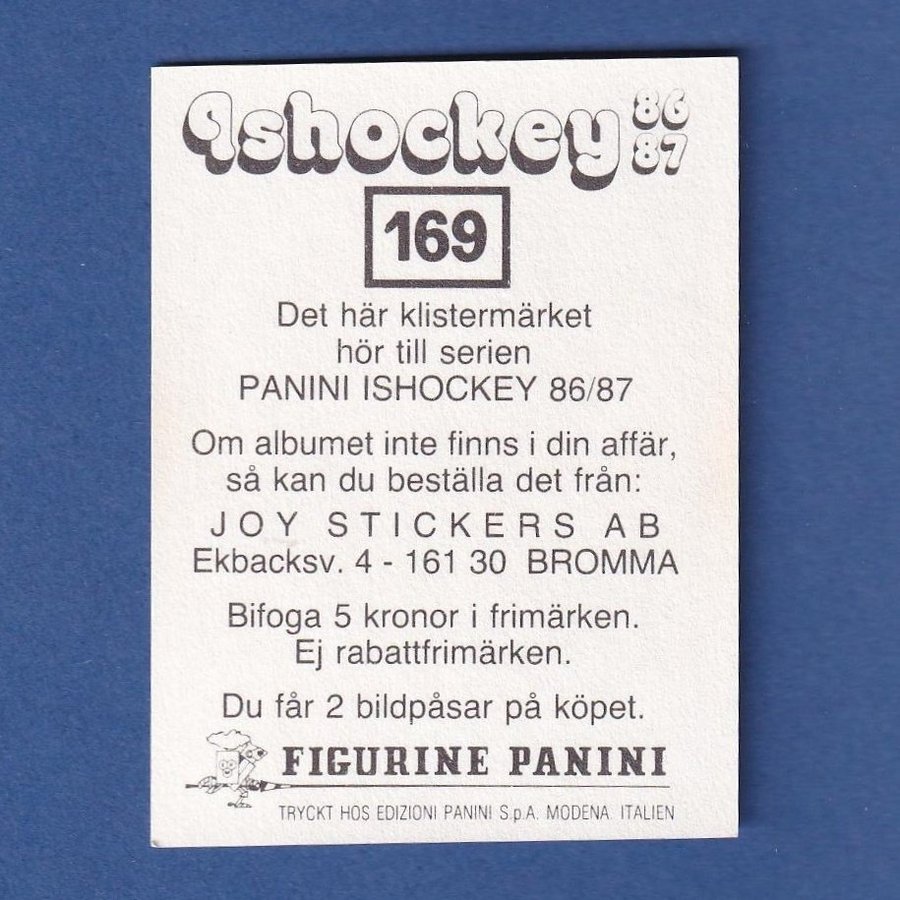 Ishockey 86 87
169
Det här klistermärket
hör till serien
PANINI ISHOCKEY 86/87
Om albumet inte finns i din affär,
så kan du beställa det från:
JOY STICKERS AB
Ekbacksv. 4 - 161 30 BROMMA
Bifoga 5 kronor i frimärken.
Ej rabattfrimärken.
Du får 2 bildpåsar på köpet.
FIGURINE PANINI
TRYCKT HOS EDIZIONI PANINI S.p.A. MODENA ITALIEN